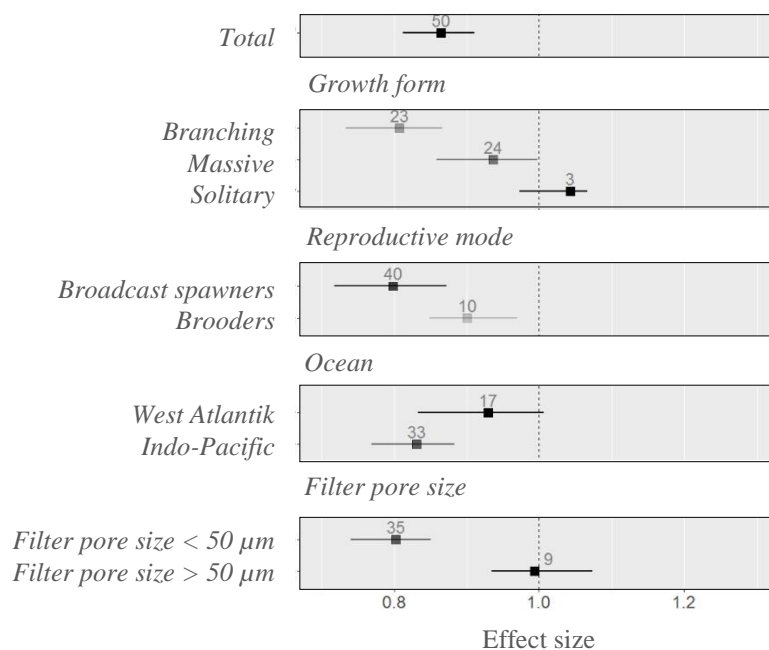 Total
50
Growth form
Branching
23
Massive
24
Solitary
3
Reproductive mode
Broadcast spawners
40
Brooders
10
Ocean
West Atlantik
17
Indo-Pacific
33
Filter pore size
Filter pore size < 50 µm
35
Filter pore size > 50 µm
9
0.8 1.0 1.2
Effect size